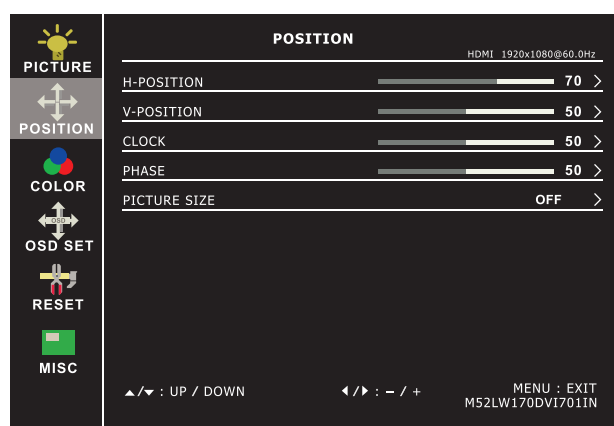 PICTURE
POSITION
COLOR
OSD
OSD SET
RESET
MISC
POSITION
HDMI 1920x1080@60.0Hz
H-POSITION 70
V-POSITION 50
CLOCK 50
PHASE 50
PICTURE SIZE OFF
▲/▼ : UP / DOWN ◀/▶ : – / + MENU : EXIT
M52LW170DVI701IN